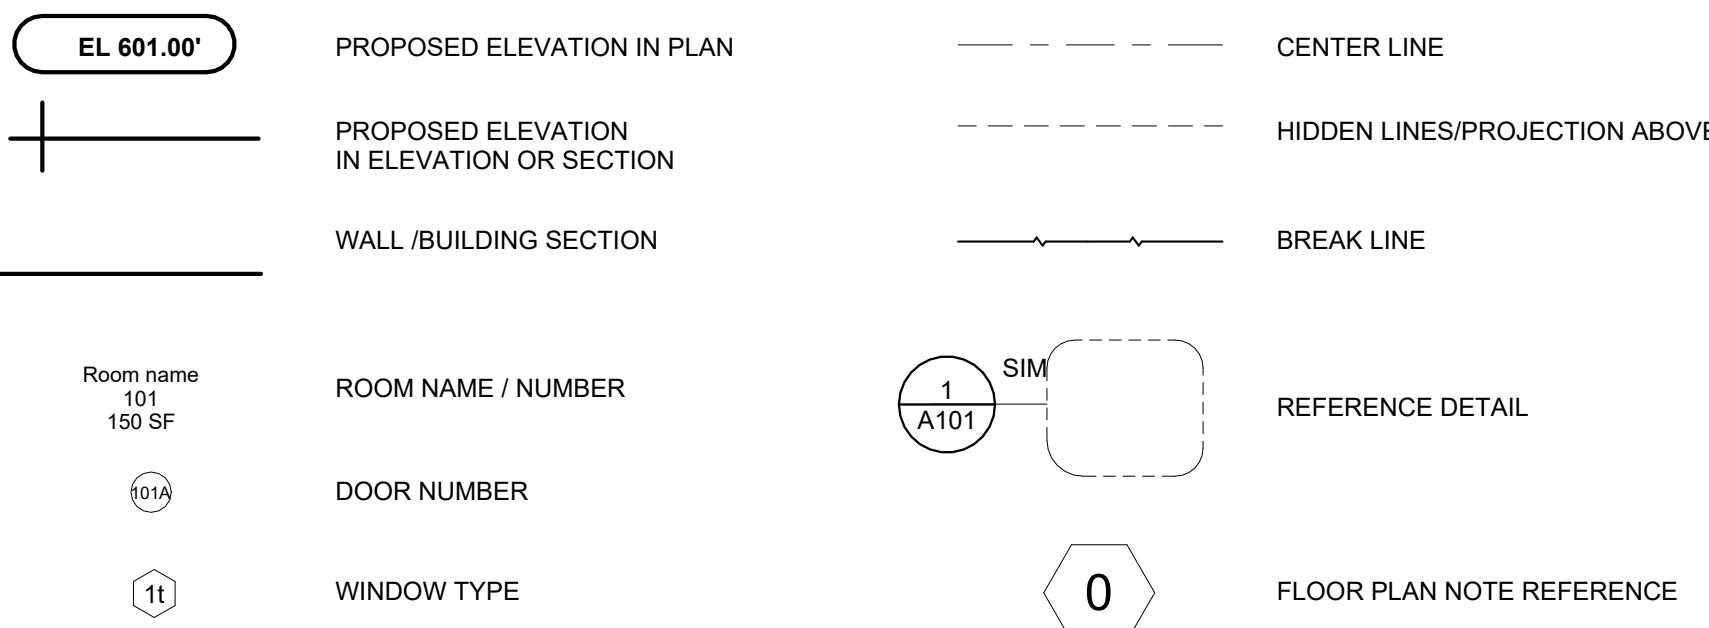 EL 601.00'
PROPOSED ELEVATION IN PLAN
PROPOSED ELEVATION
IN ELEVATION OR SECTION
WALL /BUILDING SECTION
Room name
101
150 SF
ROOM NAME / NUMBER
101A
DOOR NUMBER
1t
WINDOW TYPE
CENTER LINE
HIDDEN LINES/PROJECTION ABOVE
BREAK LINE
SIM
1
A101
REFERENCE DETAIL
0
FLOOR PLAN NOTE REFERENCE